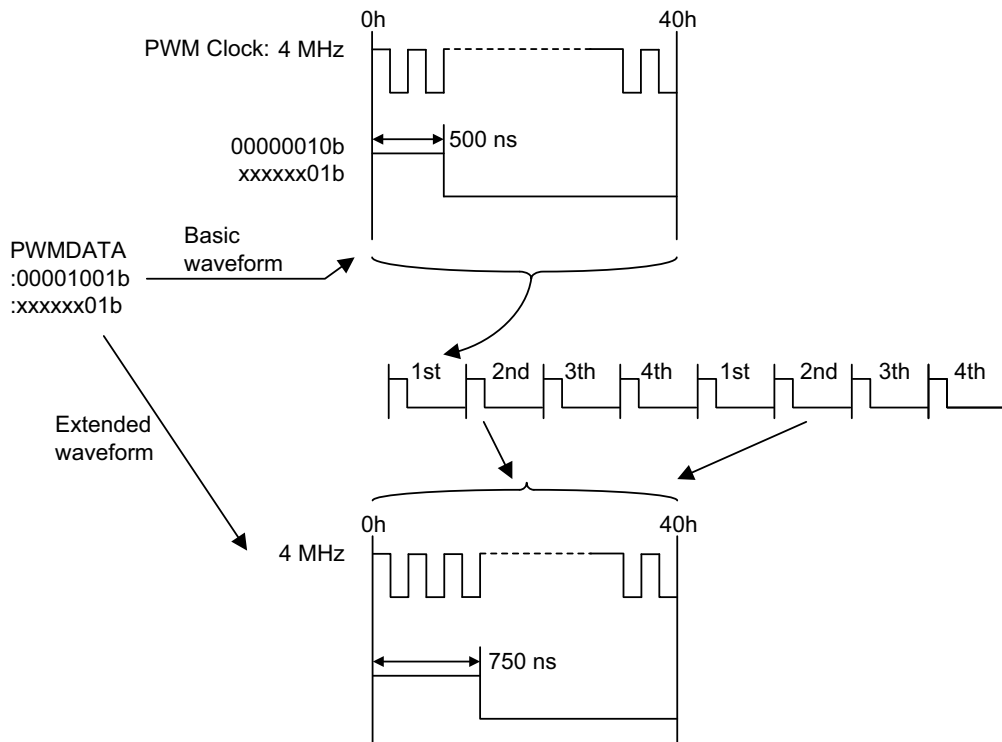 0h 40h
PWM Clock: 4 MHz
500 ns
00000010b
xxxxxx01b
Basic
waveform
PWMDATA
:00001001b
:xxxxxx01b
1st 2nd 3th 4th 1st 2nd 3th 4th
Extended
waveform
0h 40h
4 MHz
750 ns